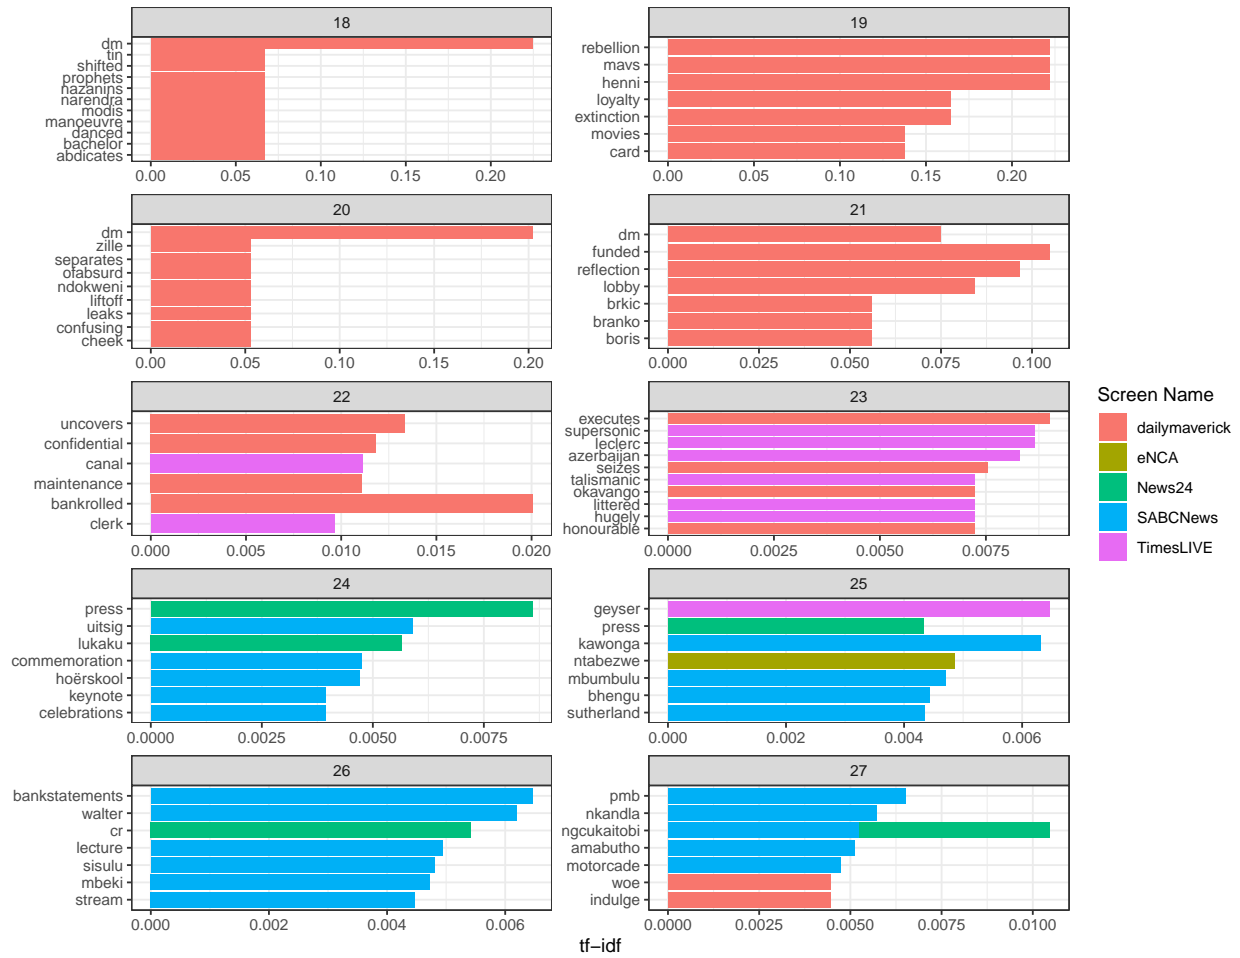 18
dm
tin
shifted
prophets
nazanins
narendra
modis
manoeuvre
danced
bachelor
abdicates
0.00 0.05 0.10 0.15 0.20
19
rebellion
mavs
henni
loyalty
extinction
movies
card
0.00 0.05 0.10 0.15 0.20
20
dm
zille
separates
ofabsurd
ndokweni
liftoff
leaks
confusing
cheek
0.00 0.05 0.10 0.15 0.20
21
dm
funded
reflection
lobby
brkic
branko
boris
0.000 0.025 0.050 0.075 0.100
22
uncovers
confidential
canal
maintenance
bankrolled
clerk
0.000 0.005 0.010 0.015 0.020
23
executes
supersonic
leclerc
azerbaijan
seizes
talismanic
okavango
littered
hugely
honourable
0.0000 0.0025 0.0050 0.0075
24
press
uitsig
lukaku
commemoration
hoërskool
keynote
celebrations
0.0000 0.0025 0.0050 0.0075
25
geyser
press
kawonga
ntabezwe
mbumbulu
bhengu
sutherland
0.000 0.002 0.004 0.006
26
bankstatements
walter
cr
lecture
sisulu
mbeki
stream
0.000 0.002 0.004 0.006
27
pmb
nkandla
ngcukaitobi
amabutho
motorcade
woe
indulge
0.000 0.005 0.010
tf−idf
Screen Name
dailymaverick
eNCA
News24
SABCNews
TimesLIVE